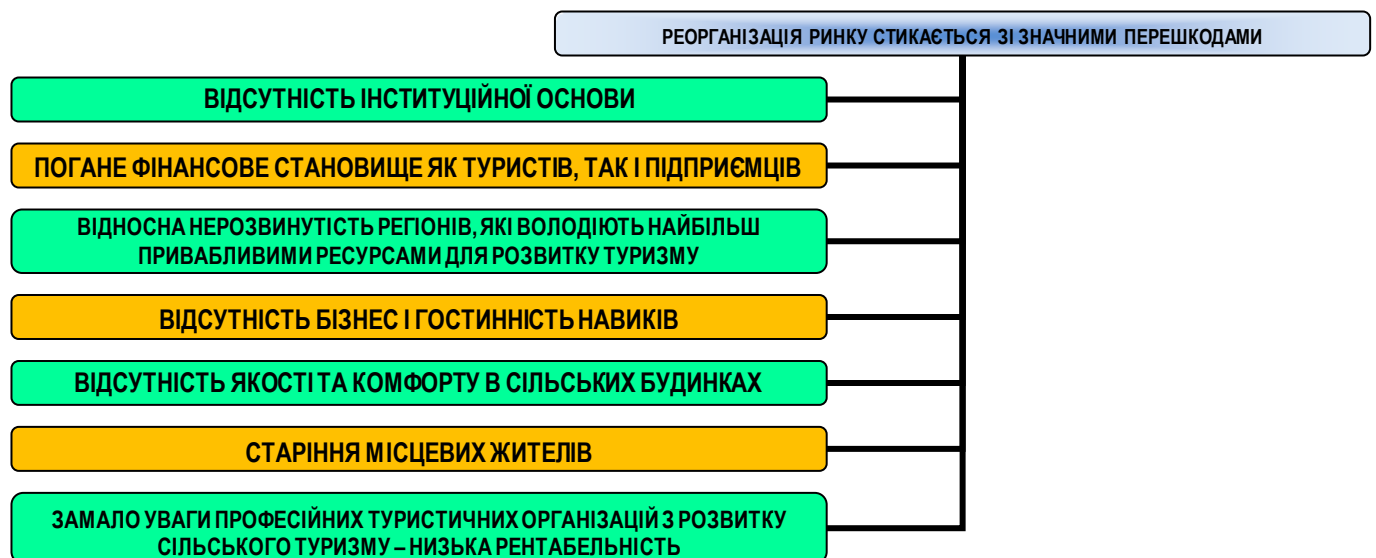 РЕОРГАНІЗАЦІЯ РИНКУ СТИКАЄТЬСЯ ЗІ ЗНАЧНИМИ ПЕРЕШКОДАМИ
ВІДСУТНІСТЬ ІНСТИТУЦІЙНОЇ ОСНОВИ
ПОГАНЕ ФІНАНСОВЕ СТАНОВИЩЕ ЯК ТУРИСТІВ, ТАК І ПІДПРИЄМЦІВ
ВІДНОСНА НЕРОЗВИНУТІСТЬ РЕГІОНІВ, ЯКІ ВОЛОДІЮТЬ НАЙБІЛЬШ
ПРИВАБЛИВИМИ РЕСУРСАМИ ДЛЯ РОЗВИТКУ ТУРИЗМУ
ВІДСУТНІСТЬ БІЗНЕС І ГОСТИННІСТЬ НАВИКІВ
ВІДСУТНІСТЬ ЯКОСТІ ТА КОМФОРТУ В СІЛЬСЬКИХ БУДИНКАХ
СТАРІННЯ МІСЦЕВИХ ЖИТЕЛІВ
ЗАМАЛО УВАГИ ПРОФЕСІЙНИХ ТУРИСТИЧНИХ ОРГАНІЗАЦІЙ З РОЗВИТКУ
СІЛЬСЬКОГО ТУРИЗМУ – НИЗЬКА РЕНТАБЕЛЬНІСТЬ